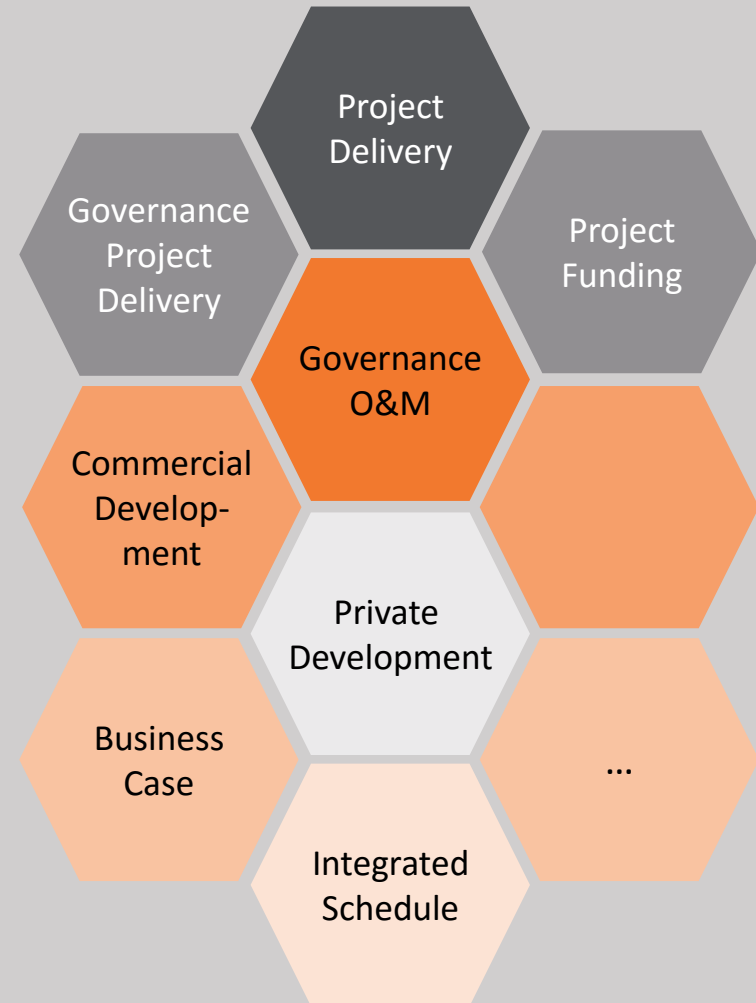 Project
Delivery
Governance
Project
Delivery
Project
Funding
Governance
O&M
Commercial
Develop-
ment
Private
Development
Business
Case
...
Integrated
Schedule